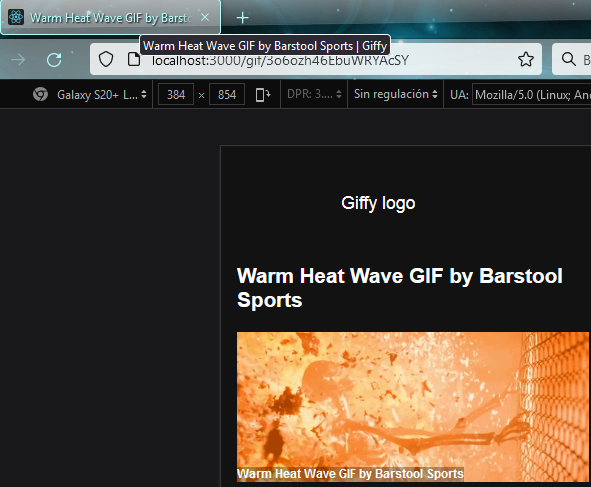 Warm Heat Wave GIF by Barsto
Warm Heat Wave GIF by Barstool Sports | Giffy
localhost:3000/gif/3o6ozh46EbuWRYAcSY
B
Galaxy S20+ L...
384 × 854
DPR: 3....
Sin regulación
UA: Mozilla/5.0 (Linux; And
Giffy logo
Warm Heat Wave GIF by Barstool
Sports
Warm Heat Wave GIF by Barstool Sports